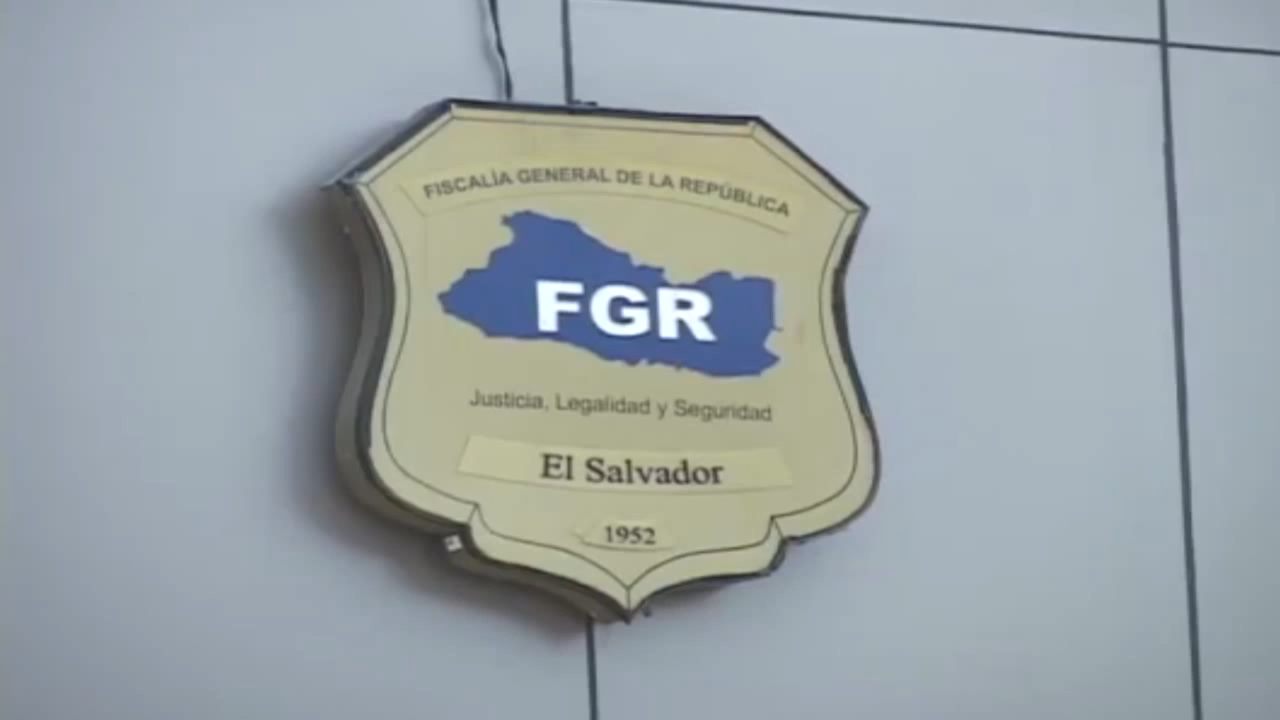 FISCALÍA GENERAL DE LA REPÚBLICA
FGR
Justicia, Legalidad y Seguridad
El Salvador
1952